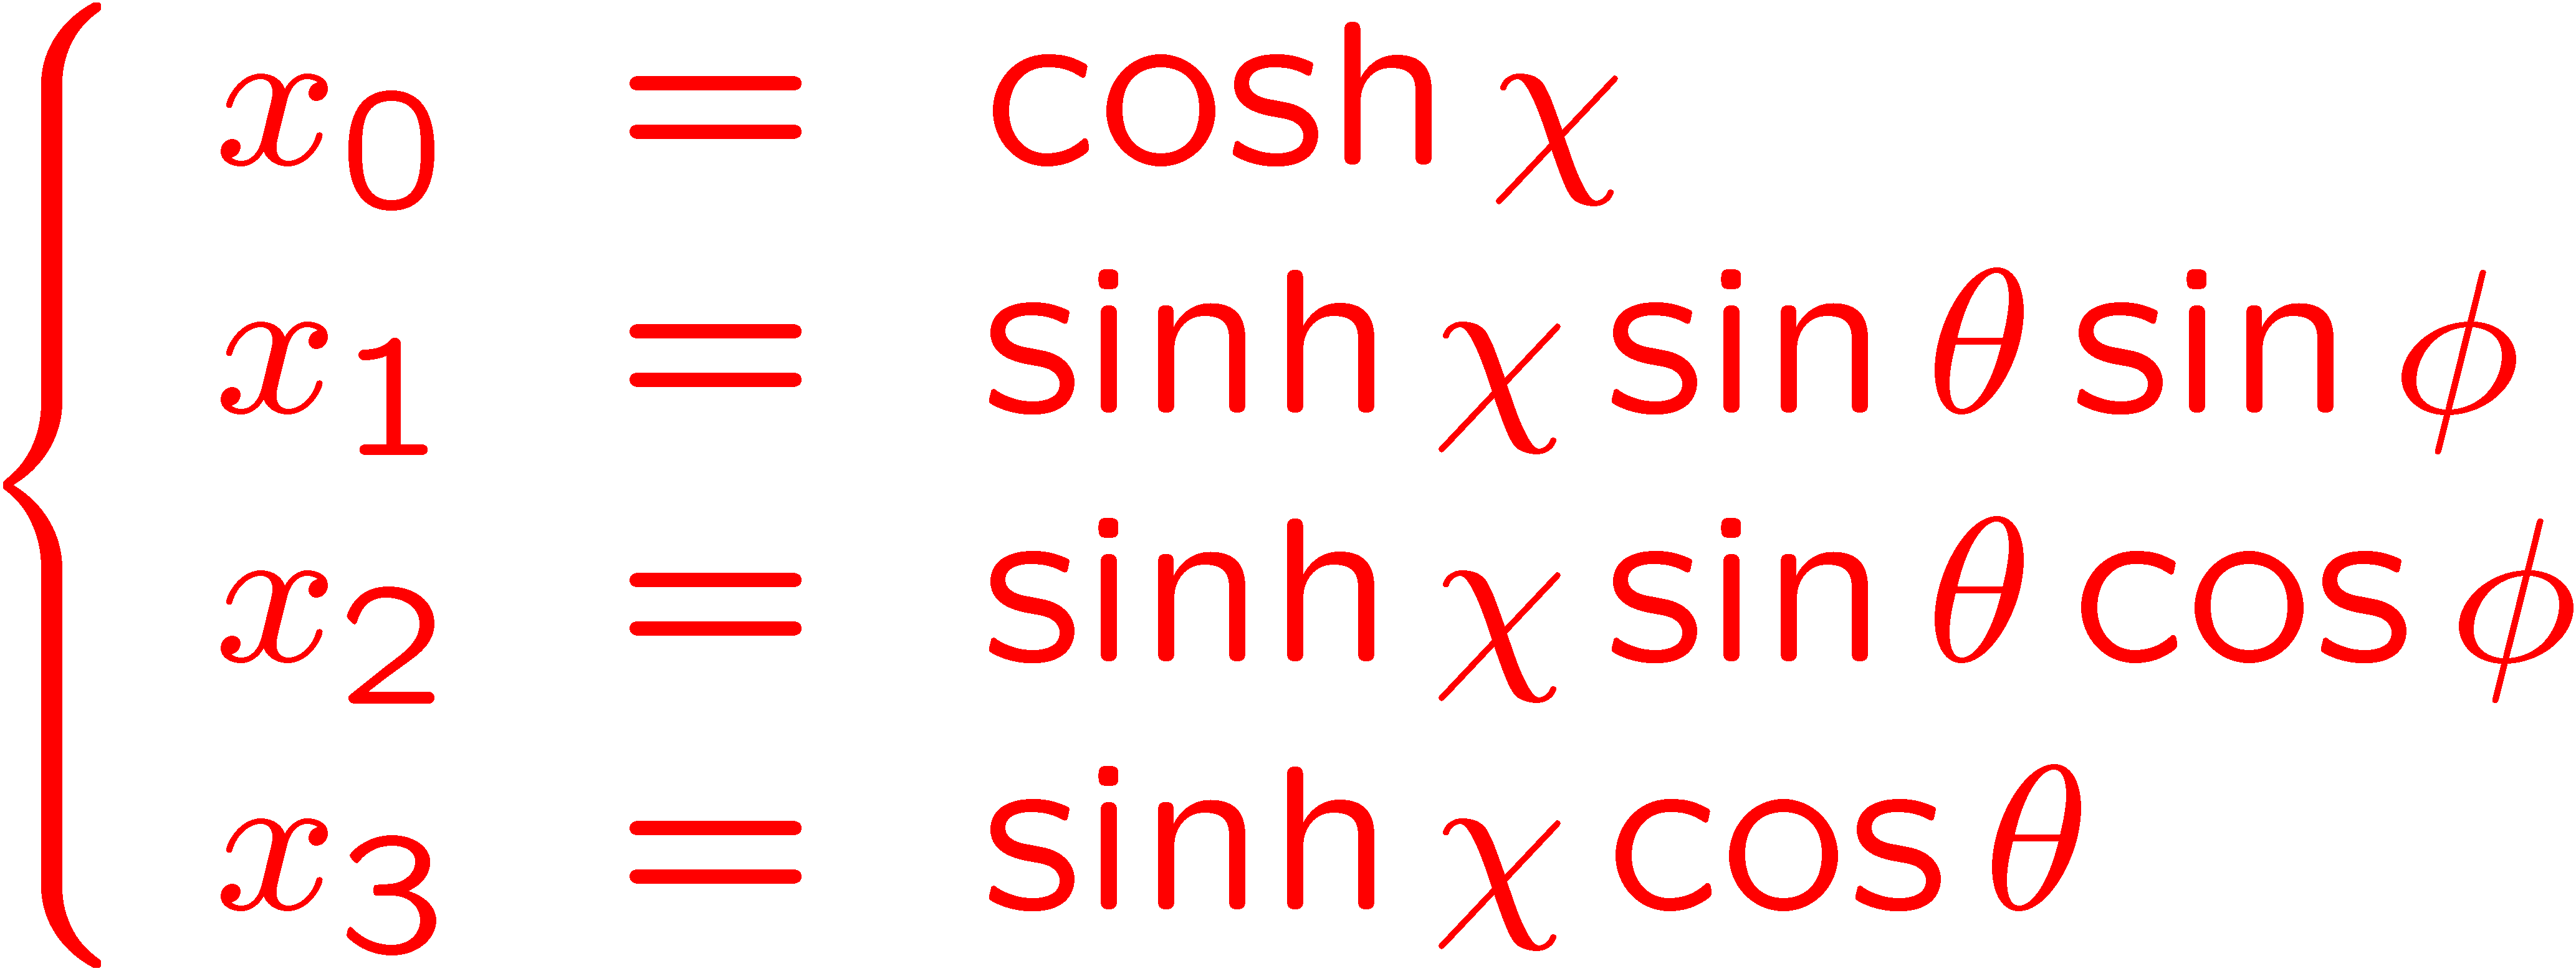 x₀ = cosh χ
x₁ = sinh χ sin θ sin ϕ
x₂ = sinh χ sin θ cos ϕ
x₃ = sinh χ cos θ